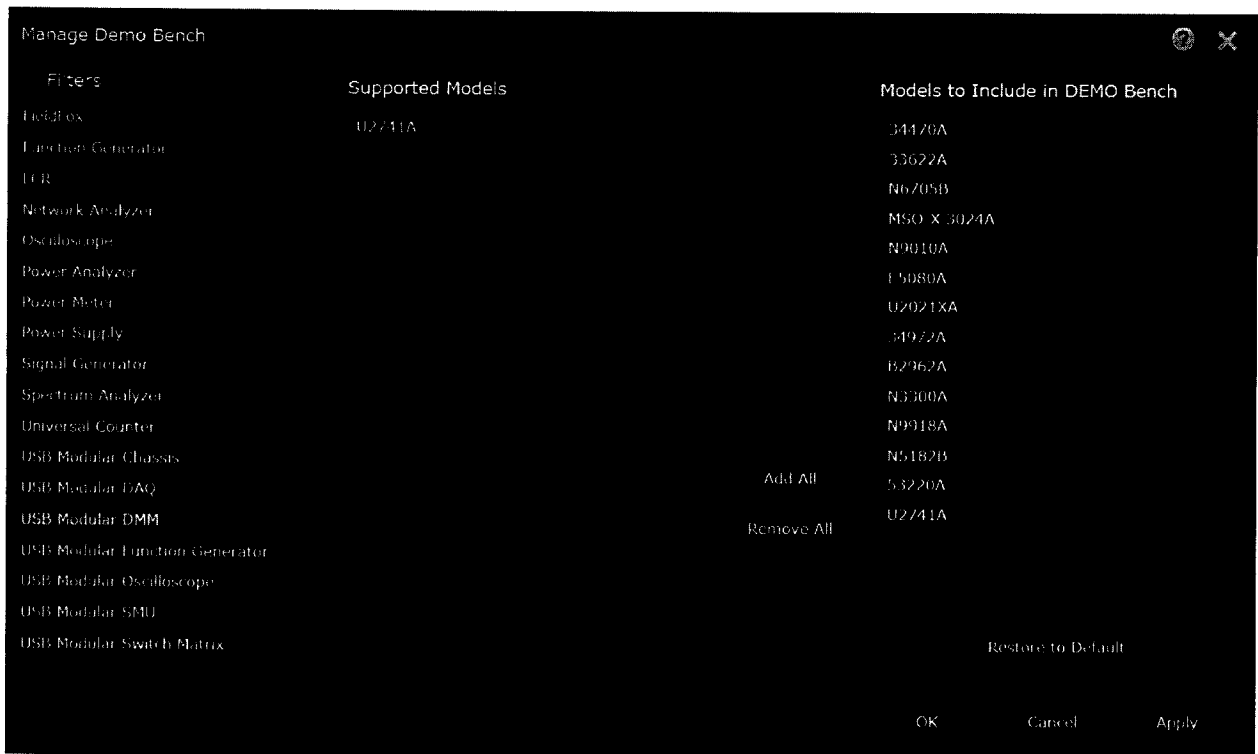 Manage Demo Bench
Filters
FieldFox
Function Generator
LCR
Network Analyzer
Oscilloscope
Power Analyzer
Power Meter
Power Supply
Signal Generator
Spectrum Analyzer
Universal Counter
USB Modular Chassis
USB Modular DAQ
USB Modular DMM
USB Modular Function Generator
USB Modular Oscilloscope
USB Modular SMU
USB Modular Switch Matrix
Supported Models
U2741A
Add All
Remove All
Models to Include in DEMO Bench
34470A
33622A
N6705B
MSO X 3024A
N9010A
E5080A
U2021XA
34972A
B2962A
N3300A
N9918A
N5182B
53220A
U2741A
Restore to Default
OK
Cancel
Apply